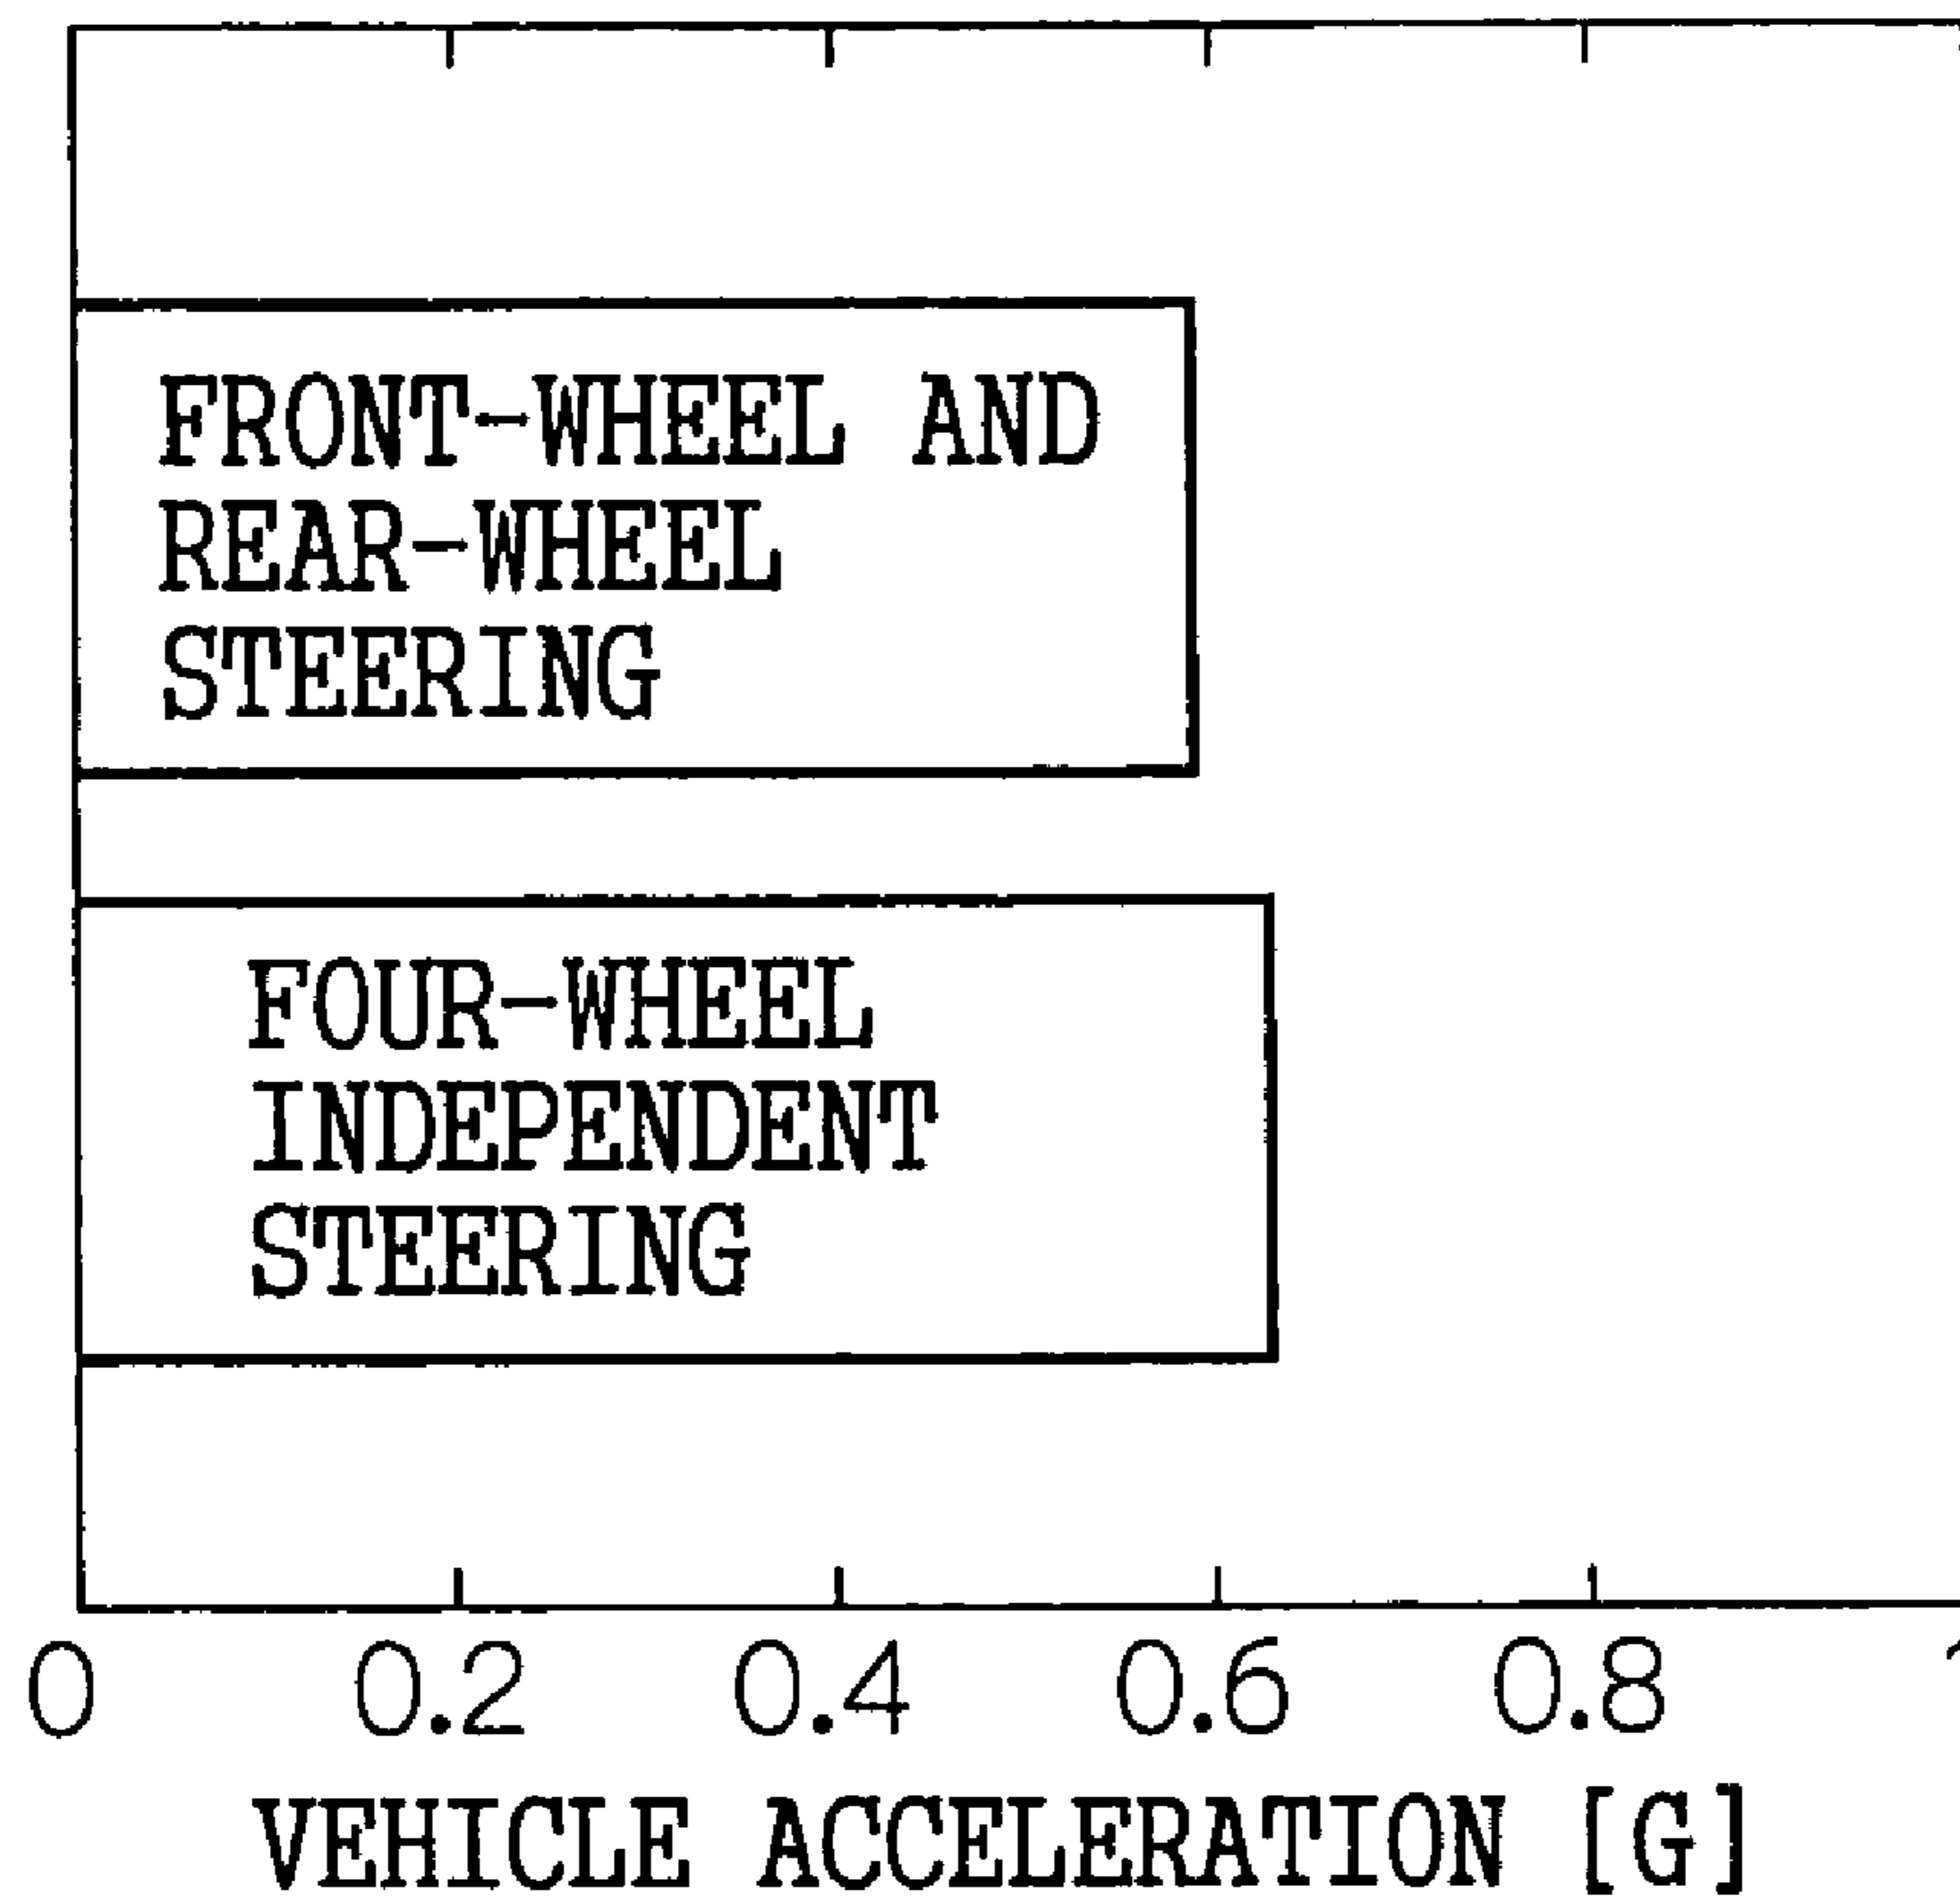 FRONT-WHEEL AND
REAR-WHEEL
STEERING
FOUR-WHEEL
INDEPENDENT
STEERING
0 0.2 0.4 0.6 0.8
VEHICLE ACCELERATION [G]